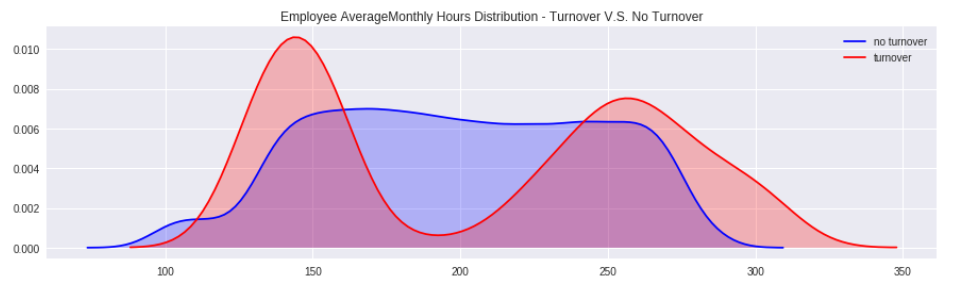 Employee AverageMonthly Hours Distribution - Turnover V.S. No Turnover
no turnover
turnover
0.010
0.008
0.006
0.004
0.002
0.000
100 150 200 250 300 350